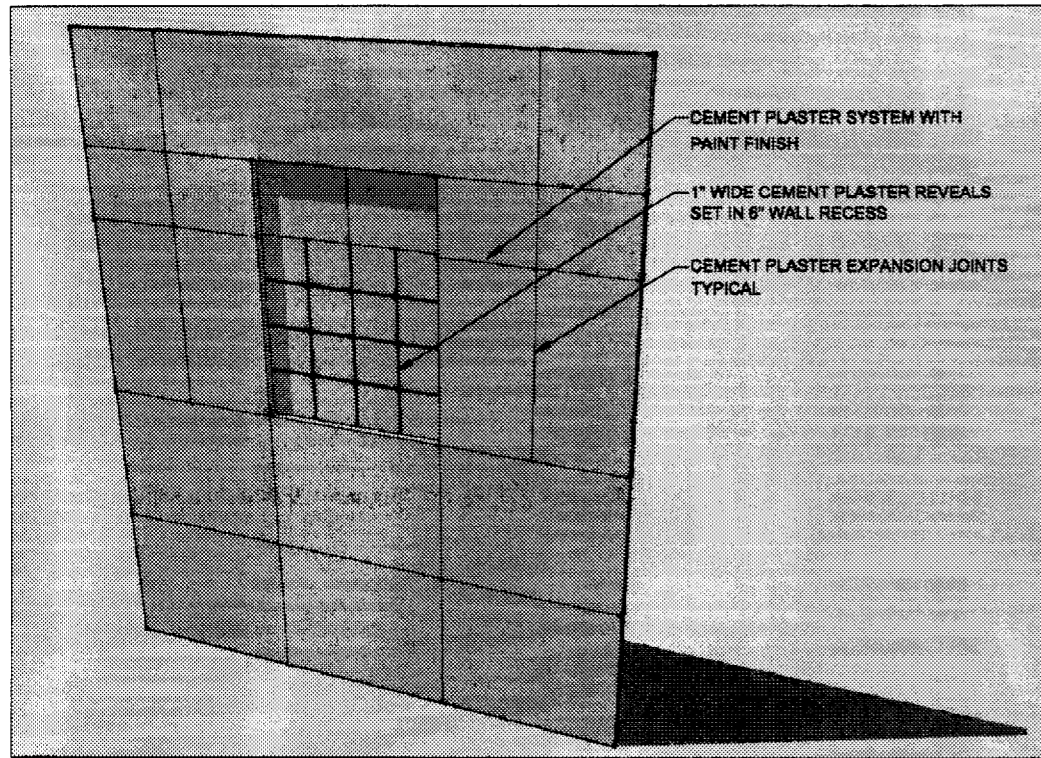 CEMENT PLASTER SYSTEM WITH
PAINT FINISH
1" WIDE CEMENT PLASTER REVEALS
SET IN 6" WALL RECESS
CEMENT PLASTER EXPANSION JOINTS
TYPICAL